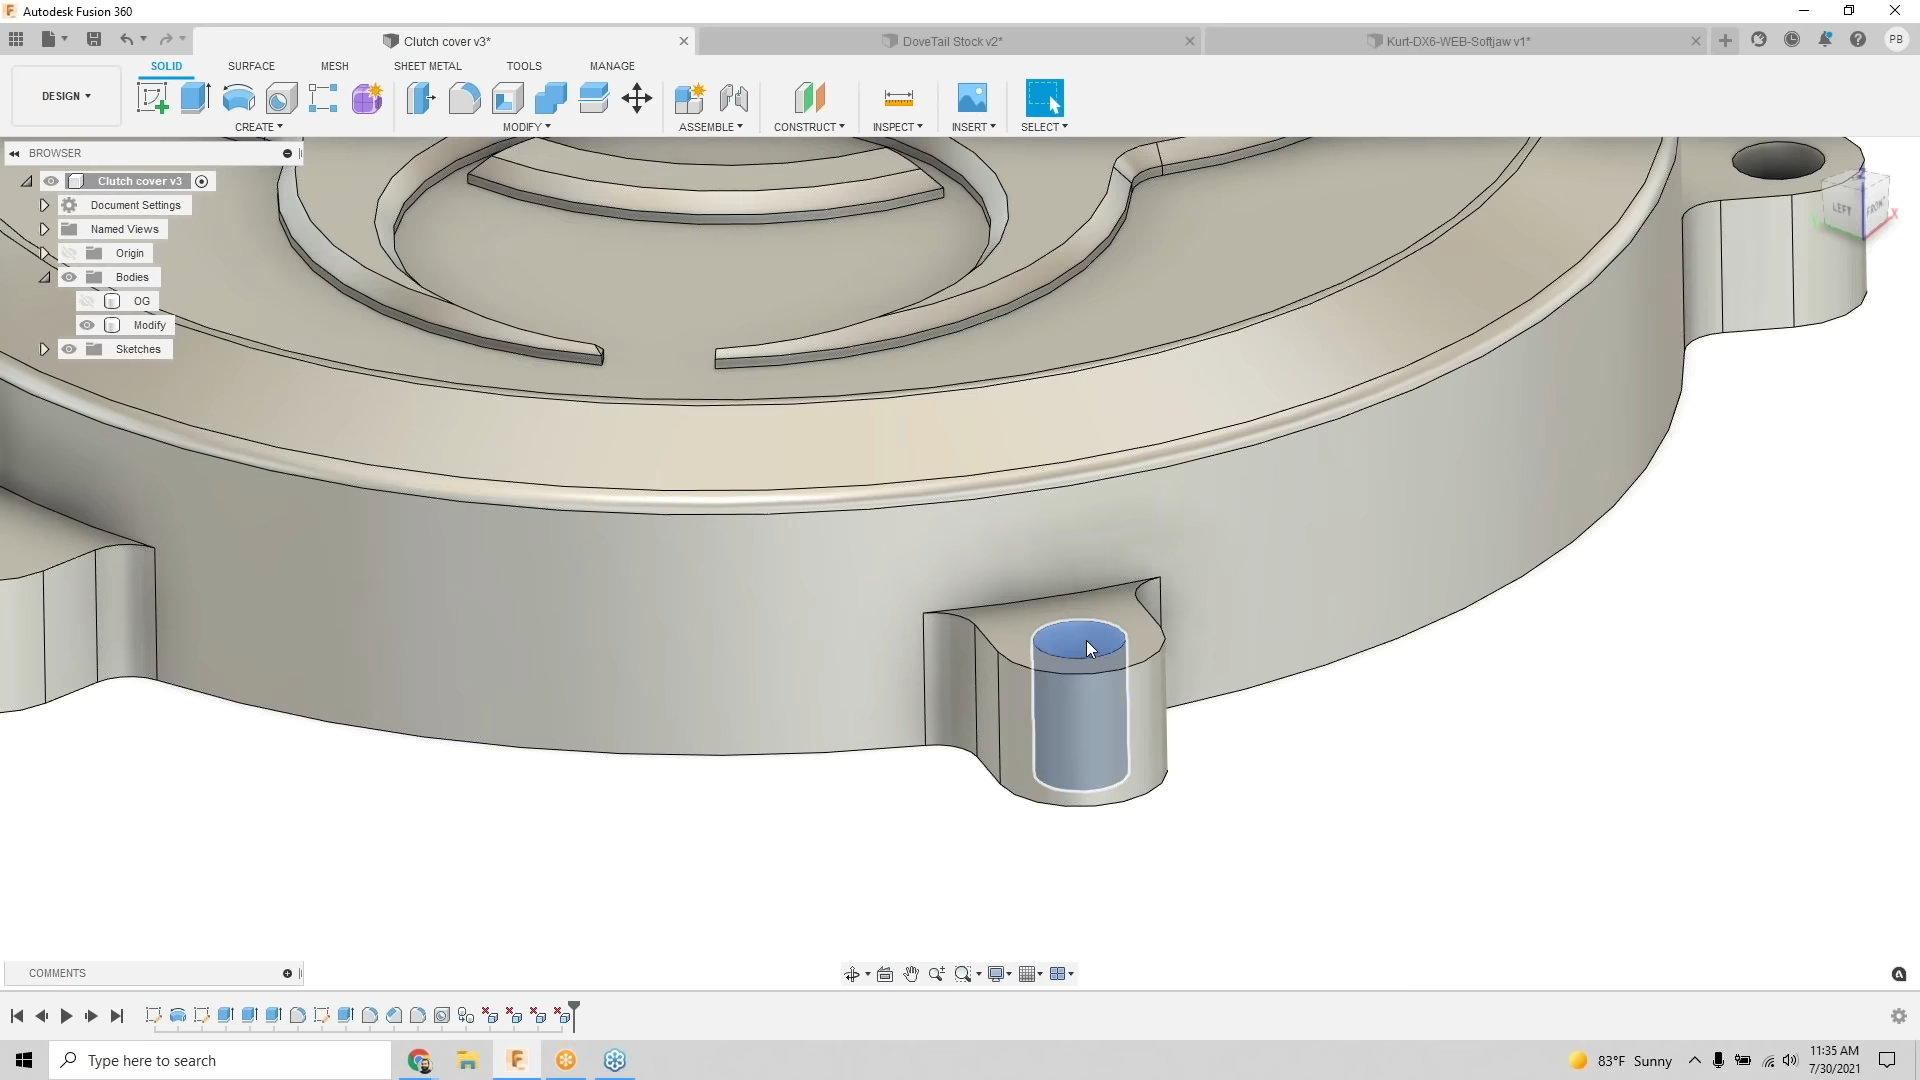 Autodesk Fusion 360
Clutch cover v3*
DoveTail Stock v2*
Kurt-DX6-WEB-Softjaw v1*
PB
SOLID
SURFACE
MESH
SHEET METAL
TOOLS
MANAGE
DESIGN
CREATE
MODIFY
ASSEMBLE
CONSTRUCT
INSPECT
INSERT
SELECT
BROWSER
Clutch cover v3
Document Settings
Named Views
Origin
Bodies
OG
Modify
Sketches
LEFT
FRONT
Z
X
COMMENTS
Type here to search
83°F Sunny
11:35 AM
7/30/2021